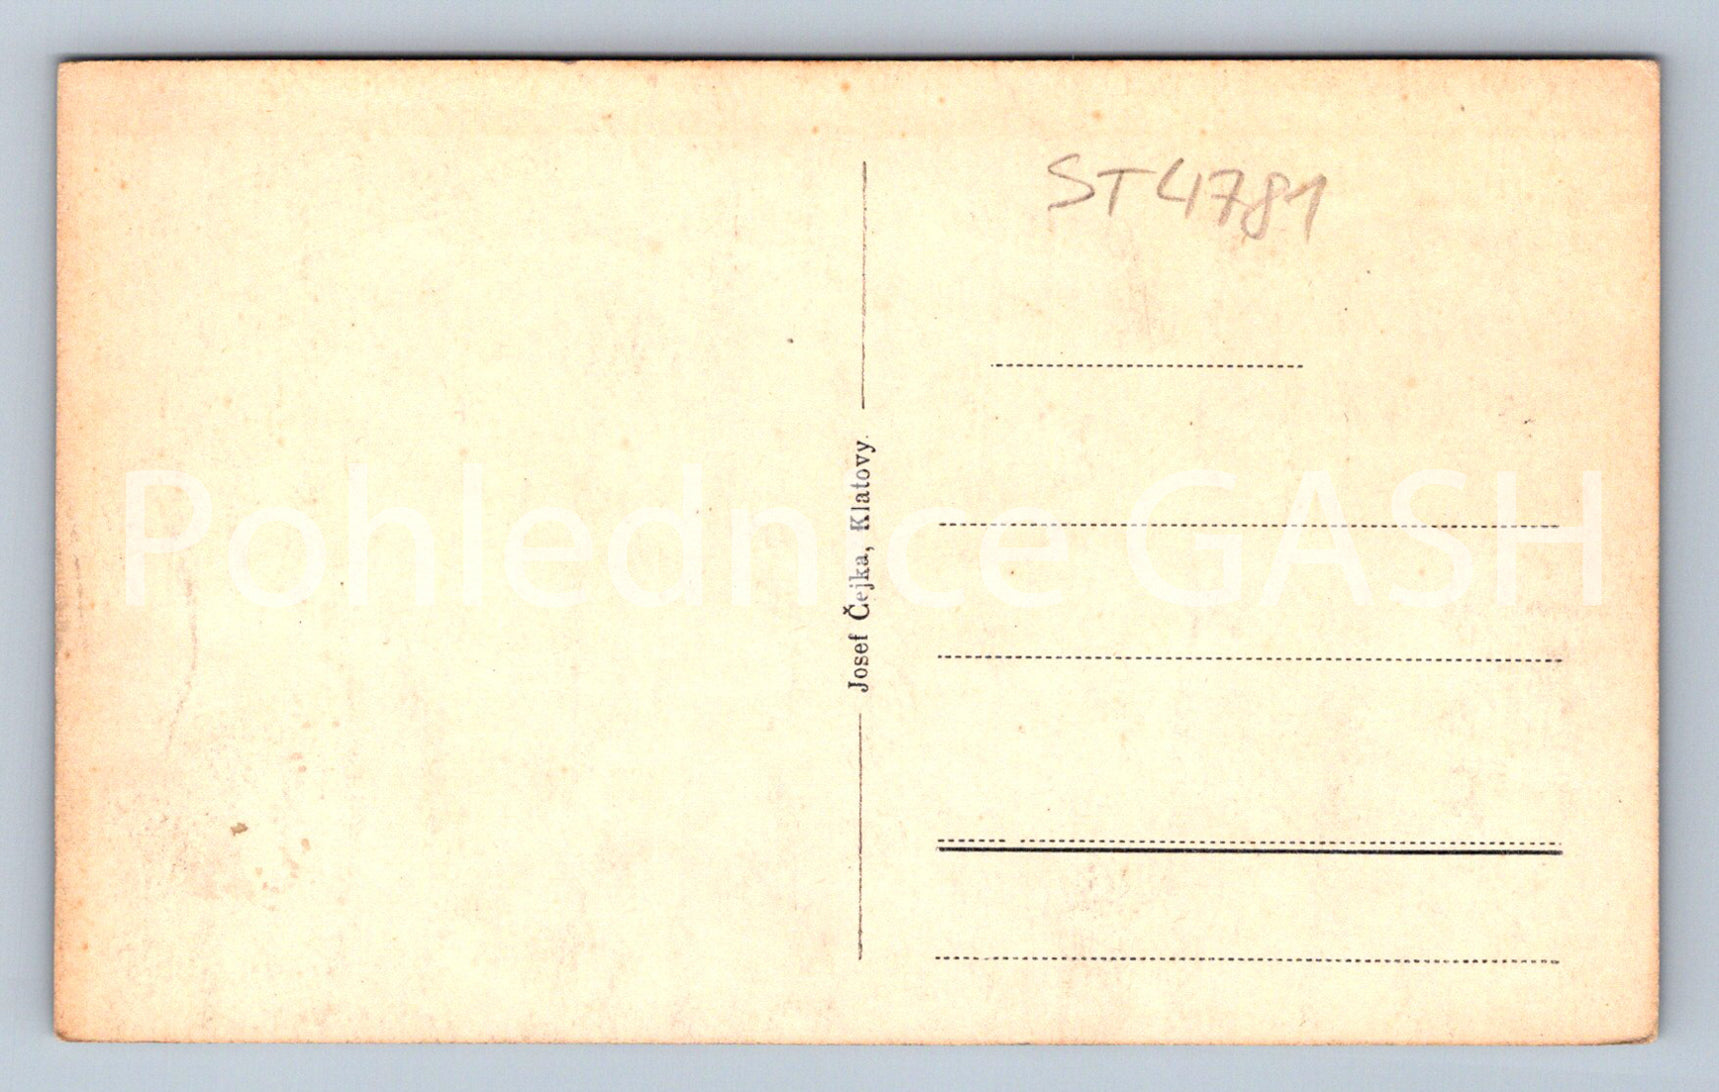 ST4781
Josef Čejka, Klatovy.
Pohlednice GASH